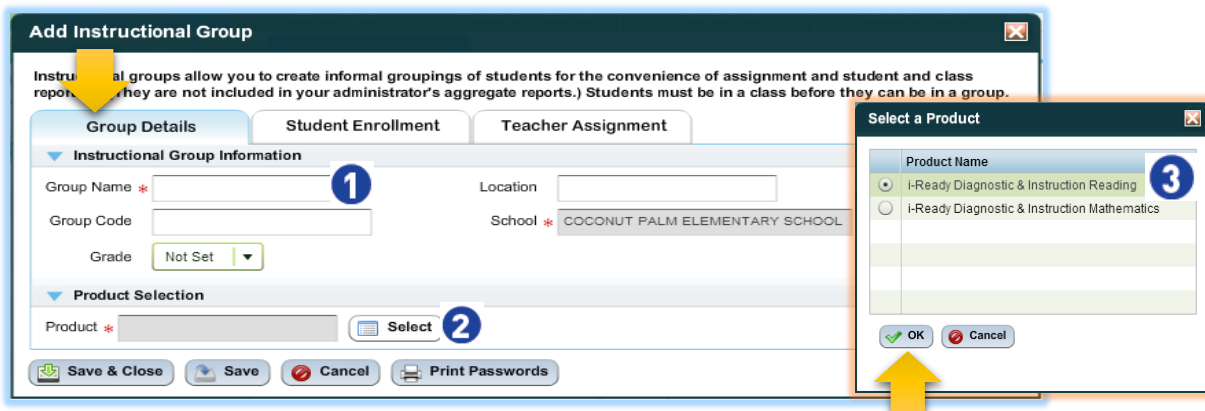 Add Instructional Group
groups allow you to create informal groupings of students for the convenience of assignment and student and class
they are not included in your administrator's aggregate reports.) Students must be in a class before they can be in a group.
Group Details
Student Enrollment
Teacher Assignment
Instructional Group Information
Group Name *
1
Location
Group Code
School * COCONUT PALM ELEMENTARY SCHOOL
Grade Not Set
Product Selection
Product *
Select
2
Save & Close
Save
Cancel
Print Passwords
Select a Product
Product Name
3
i-Ready Diagnostic & Instruction Reading
i-Ready Diagnostic & Instruction Mathematics
OK
Cancel